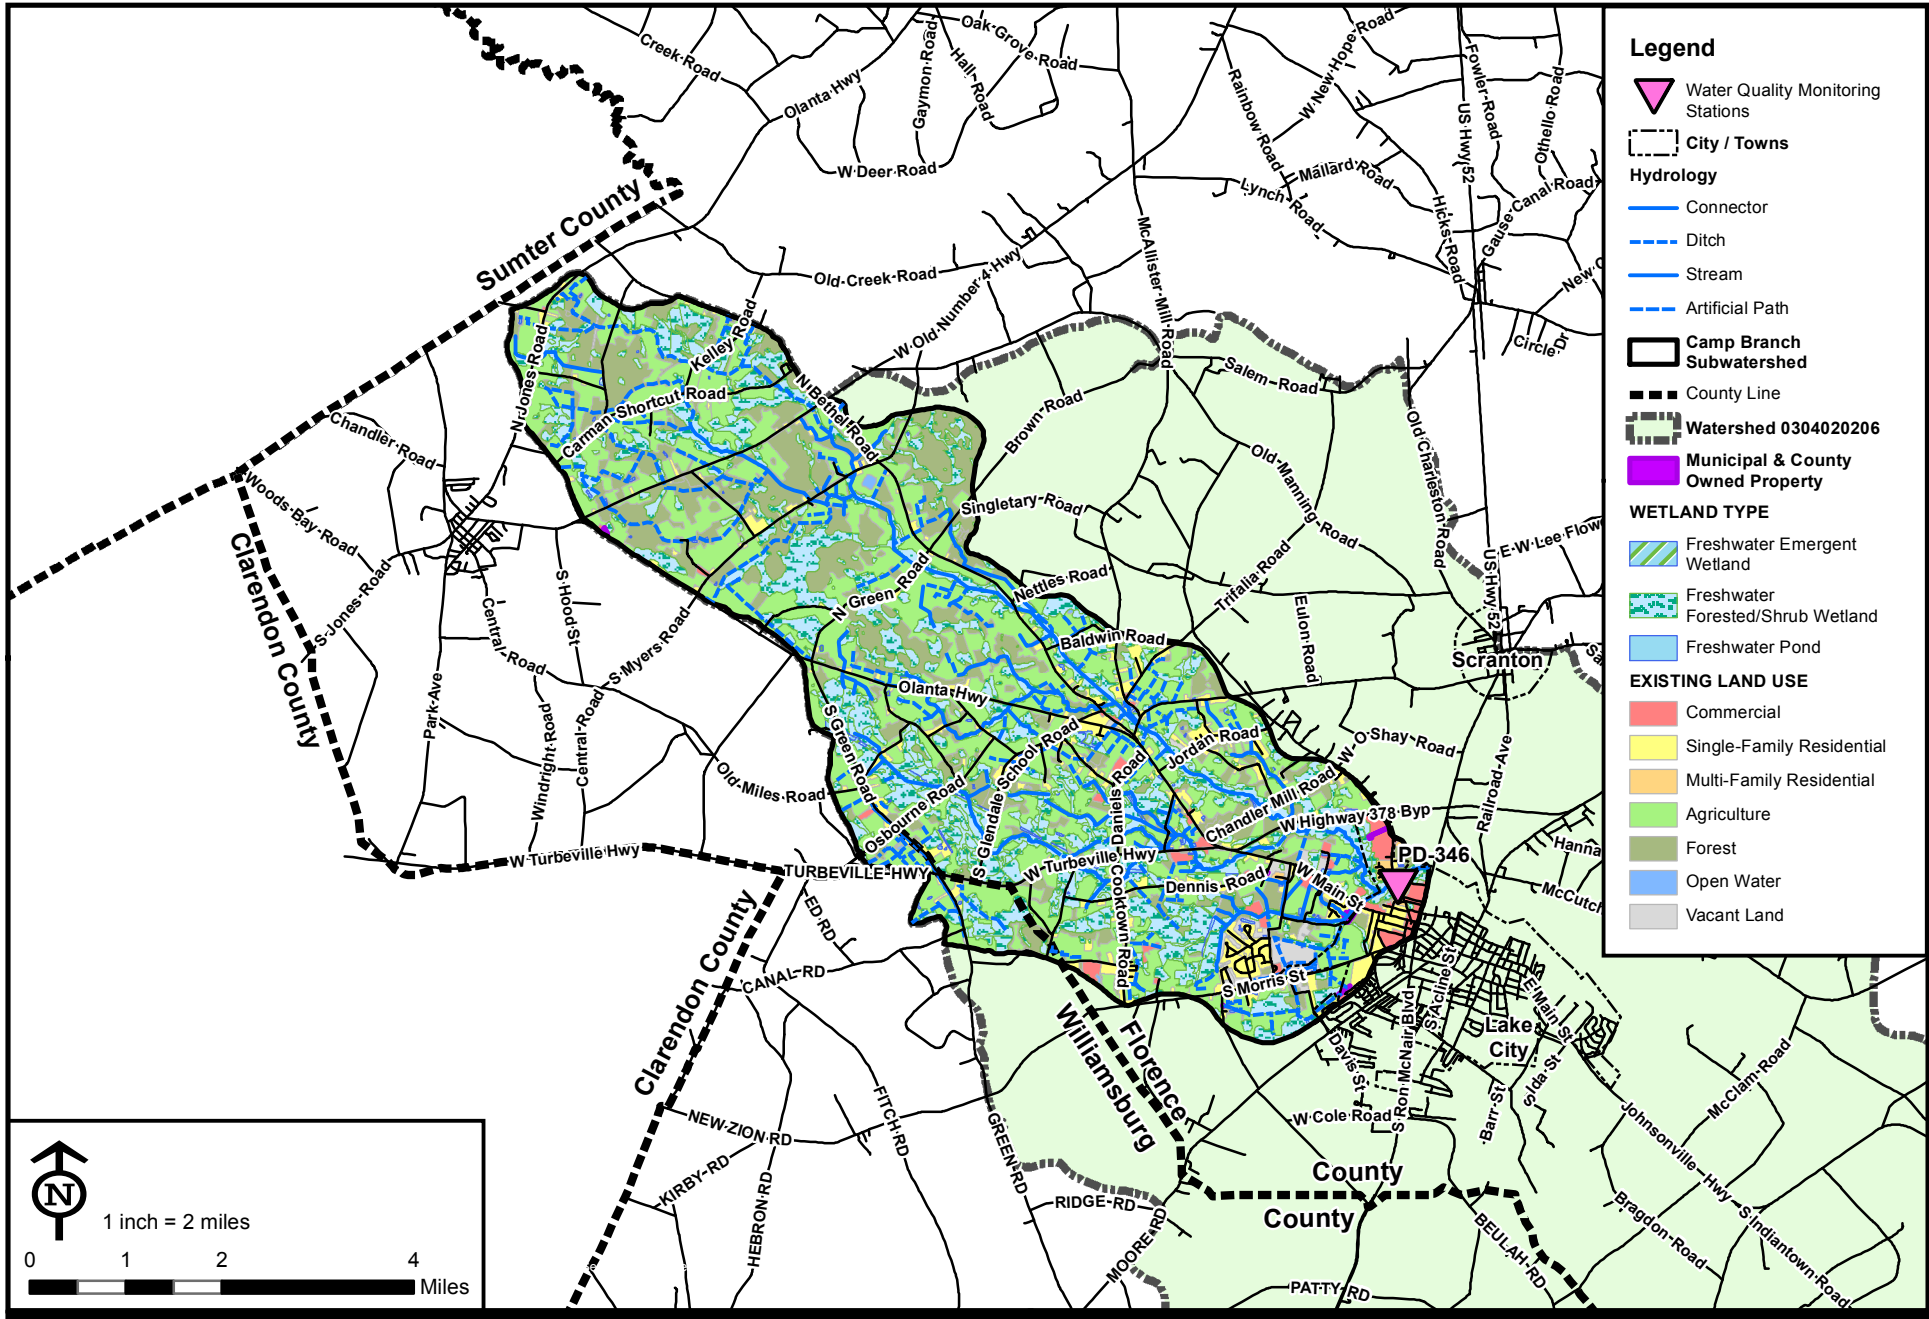 Creek Road
Oak Grove Road
Gaymon Road
Hall Road
Olanta Hwy
W Deer Road
Rainbow Road
W New Hope Road
Fowler Road
US Hwy 52
Othello Road
Mallard Road
Lynch Road
Hicks Road
Gause Canal Road
McAllister Mill Road
Sumter County
Old Creek Road
W Old Number 4 Hwy
Circle Dr
N Jones Road
Kelley Road
Carman Shortcut Road
N Bethel Road
Salem Road
Brown Road
Old Charleston Road
Old Manning Road
Chandler Road
Woods Bay Road
Singletary Road
Clarendon County
S Jones Road
S Hood St
Central Road
S Myers Road
N Green Road
Nettles Road
Trifalia Road
US Hwy 52
E W Lee Flow
Eulon Road
Baldwin Road
Scranton
Park Ave
Windright Road
Central Road
Olanta Hwy
S Green Road
Old Miles Road
Osbourne Road
S Glendale School Road
Daniels Road
Jordan Road
W O Shay Road
Railroad Ave
Chandler Mill Road
W Highway 378 Byp
PD-346
Hanna
McCutch
W Turbeville Hwy
TURBEVILLE HWY
W Turbeville Hwy
Dennis Road
W Main St
Cooktown Road
S Morris St
ED RD
CANAL RD
Clarendon County
Williamsburg
Florence
Davis St
S Ron McNair Blvd
S Acline St
E Main St
Lake
City
S Ida St
Barr St
W Cole Road
McClam Road
Johnsonville Hwy
NEW ZION RD
KIRBY RD
HEBRON RD
FITCH RD
GREEN RD
RIDGE RD
MOORE RD
County
County
BEULAH RD
PATTY RD
Bragdon Road
S Indiantown Road
N
1 inch = 2 miles
0 1 2 4
Miles
Legend
Water Quality Monitoring
Stations
City / Towns
Hydrology
Connector
Ditch
Stream
Artificial Path
Camp Branch
Subwatershed
County Line
Watershed 0304020206
Municipal & County
Owned Property
WETLAND TYPE
Freshwater Emergent
Wetland
Freshwater
Forested/Shrub Wetland
Freshwater Pond
EXISTING LAND USE
Commercial
Single-Family Residential
Multi-Family Residential
Agriculture
Forest
Open Water
Vacant Land